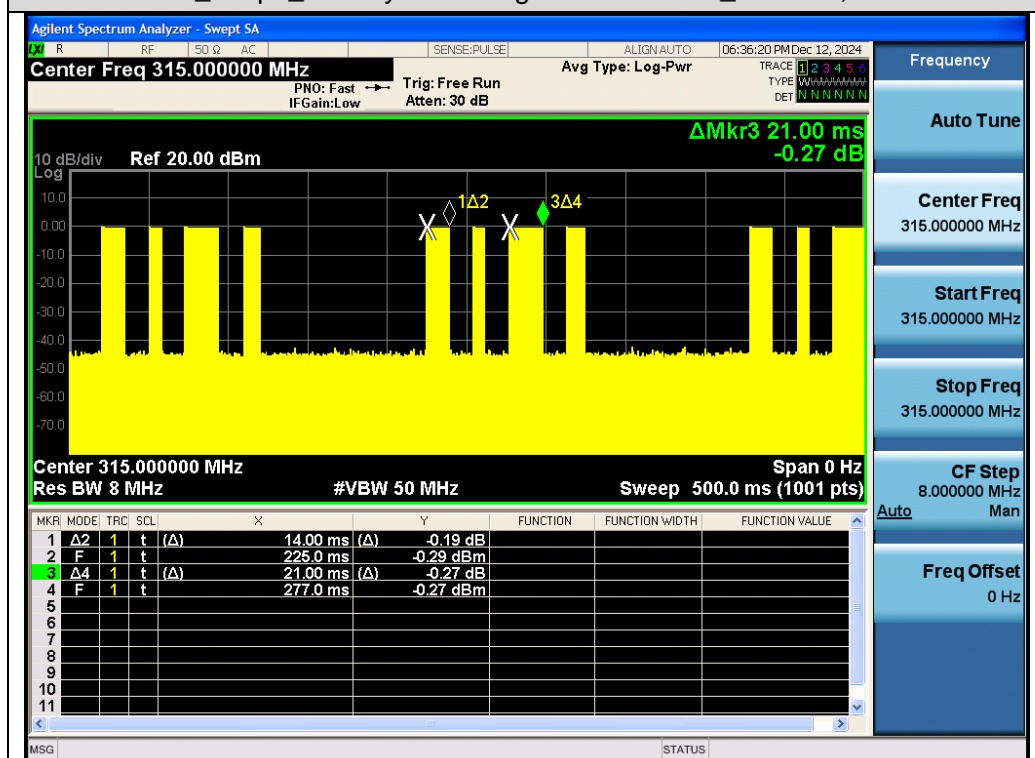 Agilent Spectrum Analyzer - Swept SA
LXI R RF 50 Ω AC SENSE:PULSE ALIGN AUTO 06:36:20 PM Dec 12, 2024
Center Freq 315.000000 MHz Avg Type: Log-Pwr TRACE 1 2 3 4 5 6
PNO: Fast Trig: Free Run TYPE WWWWWW
IFGain:Low Atten: 30 dB DET N N N N N N
ΔMkr3 21.00 ms
-0.27 dB
10 dB/div Ref 20.00 dBm
Log
1Δ2 3Δ4
10.0
0.00
-10.0
-20.0
-30.0
-40.0
-50.0
-60.0
-70.0
Center 315.000000 MHz Span 0 Hz
Res BW 8 MHz #VBW 50 MHz Sweep 500.0 ms (1001 pts)
MKR MODE TRC SCL X Y FUNCTION FUNCTION WIDTH FUNCTION VALUE
1 Δ2 1 t (Δ) 14.00 ms (Δ) -0.19 dB
2 F 1 t 225.0 ms -0.29 dBm
3 Δ4 1 t (Δ) 21.00 ms (Δ) -0.27 dB
4 F 1 t 277.0 ms -0.27 dBm
5
6
7
8
9
10
11
MSG STATUS
Frequency
Auto Tune
Center Freq
315.000000 MHz
Start Freq
315.000000 MHz
Stop Freq
315.000000 MHz
CF Step
8.000000 MHz
Auto Man
Freq Offset
0 Hz